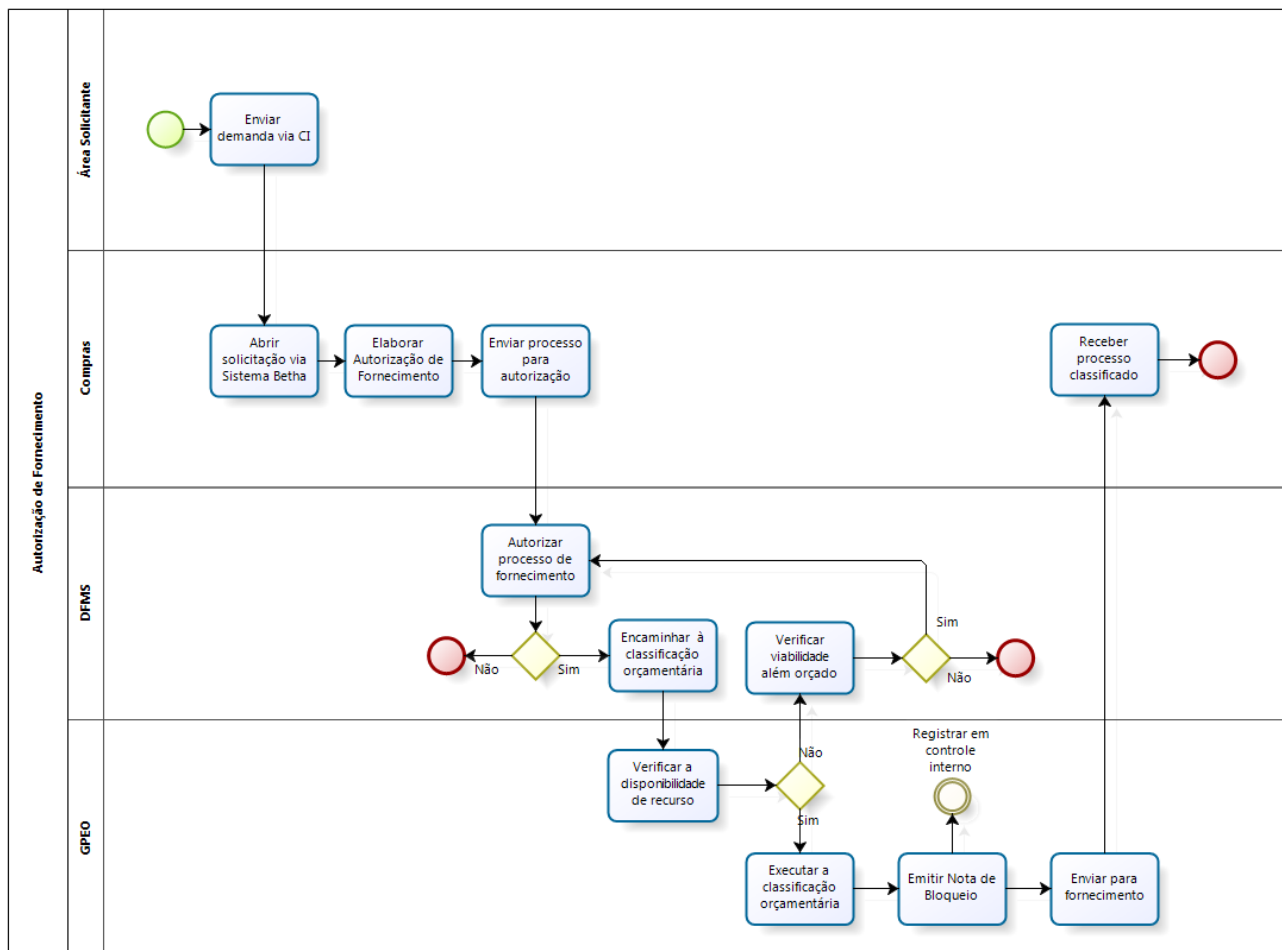 Autorização de Fornecimento
Área Solicitante
Enviar
demanda via CI
Compras
Abrir
solicitação via
Sistema Betha
Elaborar
Autorização de
Fornecimento
Enviar processo
para
autorização
Receber
processo
classificado
DFMS
Autorizar
processo de
fornecimento
Não
Sim
Encaminhar à
classificação
orçamentária
Verificar
viabilidade
além orçado
Sim
Não
GPEO
Verificar a
disponibilidade
de recurso
Não
Sim
Registrar em
controle
interno
Executar a
classificação
orçamentária
Emitir Nota de
Bloqueio
Enviar para
fornecimento